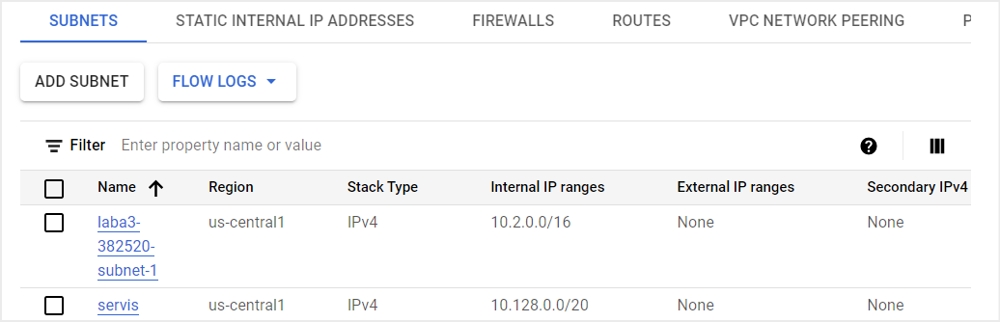 SUBNETS STATIC INTERNAL IP ADDRESSES FIREWALLS ROUTES VPC NETWORK PEERING P
ADD SUBNET FLOW LOGS
Filter Enter property name or value
Name Region Stack Type Internal IP ranges External IP ranges Secondary IPv4
laba3- us-central1 IPv4 10.2.0.0/16 None None
382520-
subnet-1
servis us-central1 IPv4 10.128.0.0/20 None None